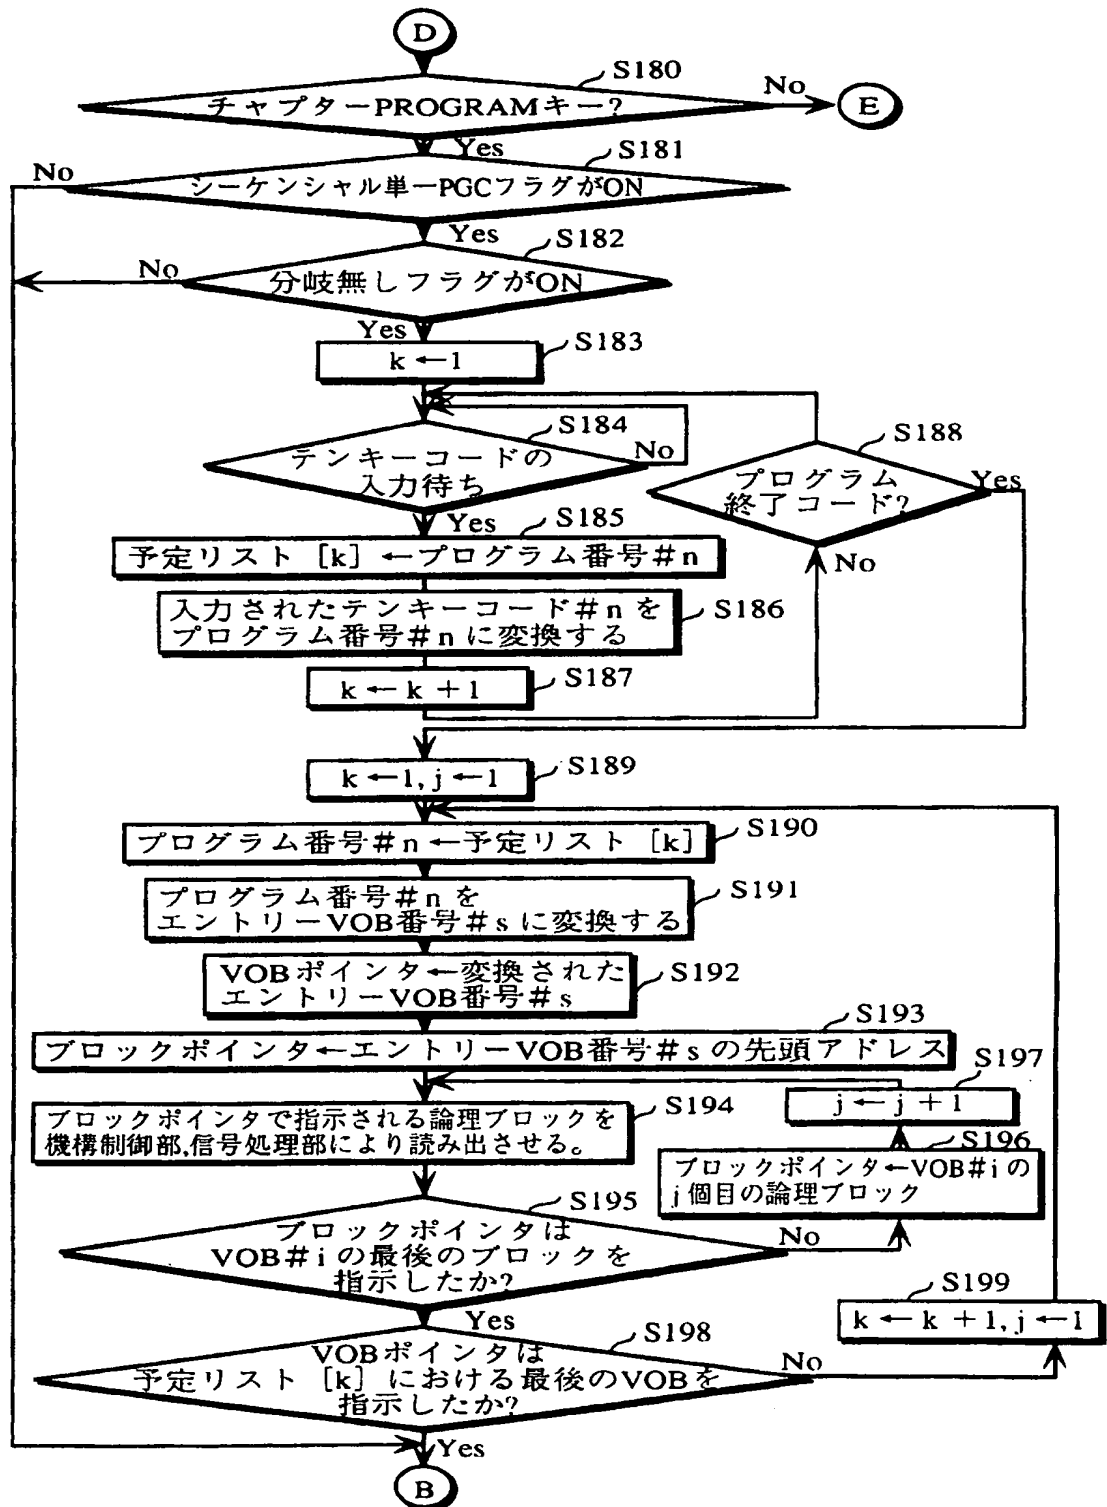 D
S180
チャプターPROGRAMキー?
No
E
Yes
S181
No
シーケンシャル単一PGCフラグがON
Yes
S182
No
分岐無しフラグがON
Yes
S183
k←1
S184
テンキーコードの
入力待ち
No
S188
プログラム
終了コード?
Yes
No
Yes
S185
予定リスト [k] ←プログラム番号#n
S186
入力されたテンキーコード#nを
プログラム番号#nに変換する
S187
k←k+1
S189
k←1, j←1
S190
プログラム番号#n←予定リスト [k]
S191
プログラム番号#nを
エントリーVOB番号#sに変換する
S192
VOBポインタ←変換された
エントリーVOB番号#s
S193
ブロックポインタ←エントリーVOB番号#sの先頭アドレス
S197
j←j+1
S194
ブロックポインタで指示される論理ブロックを
機構制御部,信号処理部により読み出させる。
S196
ブロックポインタ←VOB#iの
j個目の論理ブロック
S195
ブロックポインタは
VOB#iの最後のブロックを
指示したか?
No
Yes
S199
k←k+1, j←1
S198
VOBポインタは
予定リスト [k] における最後のVOBを
指示したか?
No
Yes
B